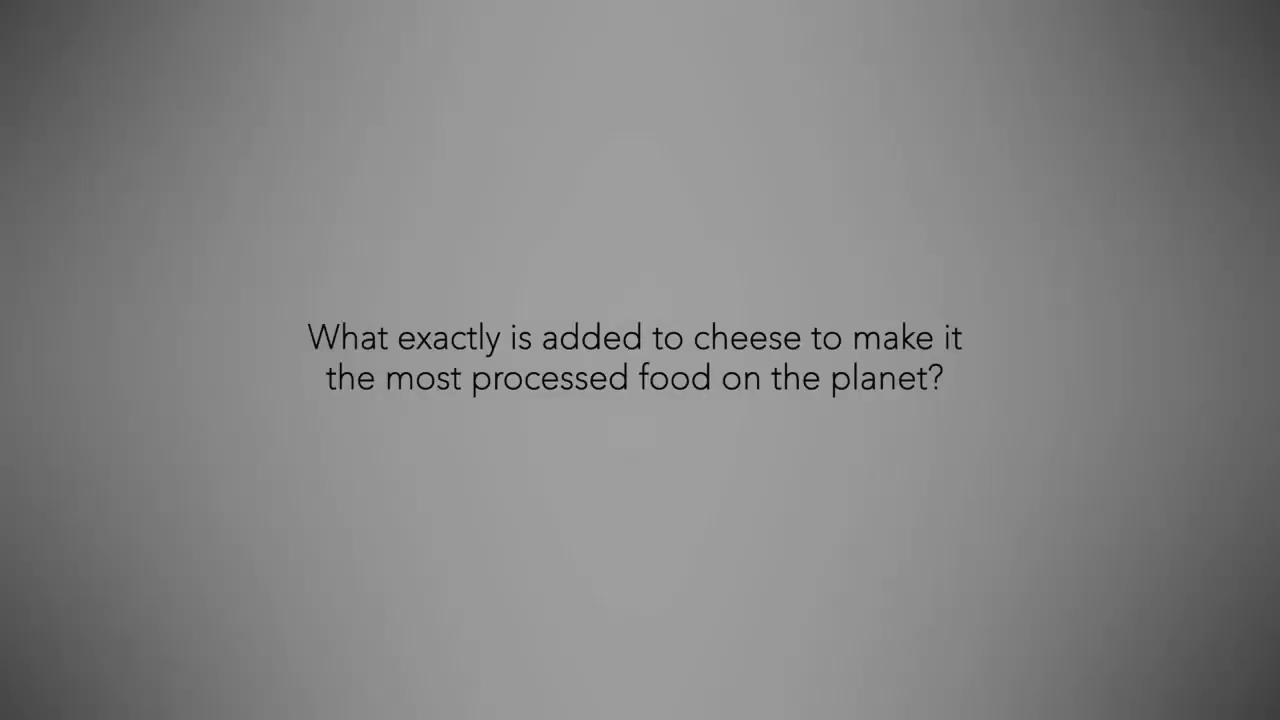 What exactly is added to cheese to make it
the most processed food on the planet?